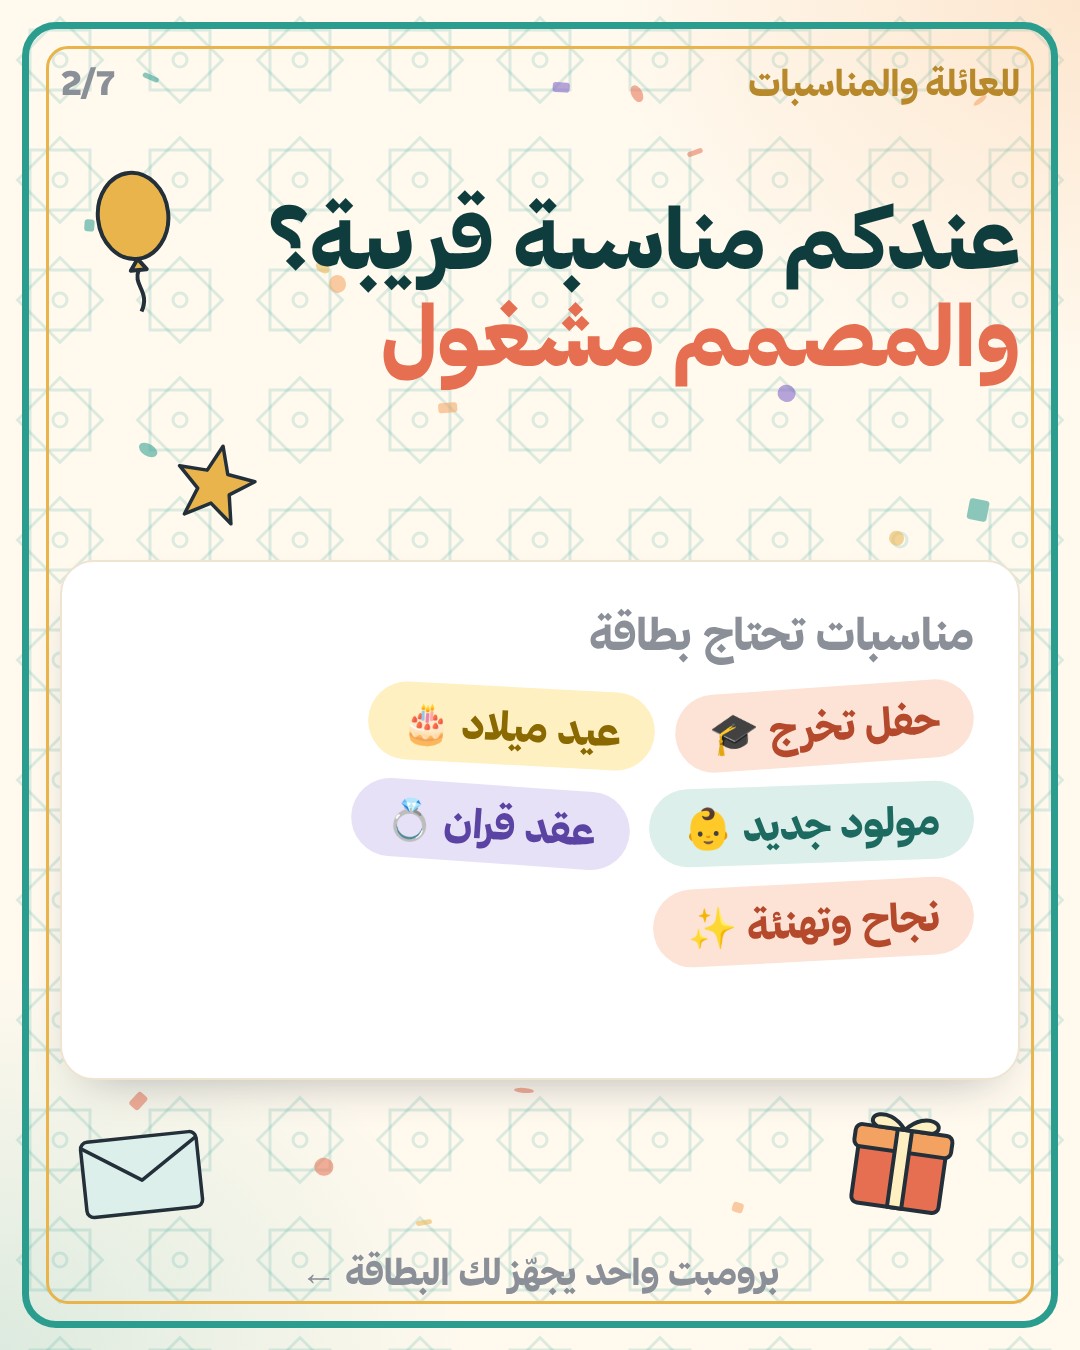 للعائلة والمناسبات
2/7
عندكم مناسبة قريبة؟
والمصمم مشغول
مناسبات تحتاج بطاقة
حفل تخرج 🎓
عيد ميلاد 🎂
مولود جديد 👶
عقد قران 💍
نجاح وتهنئة ✨
برومبت واحد يجهّز لك البطاقة ←